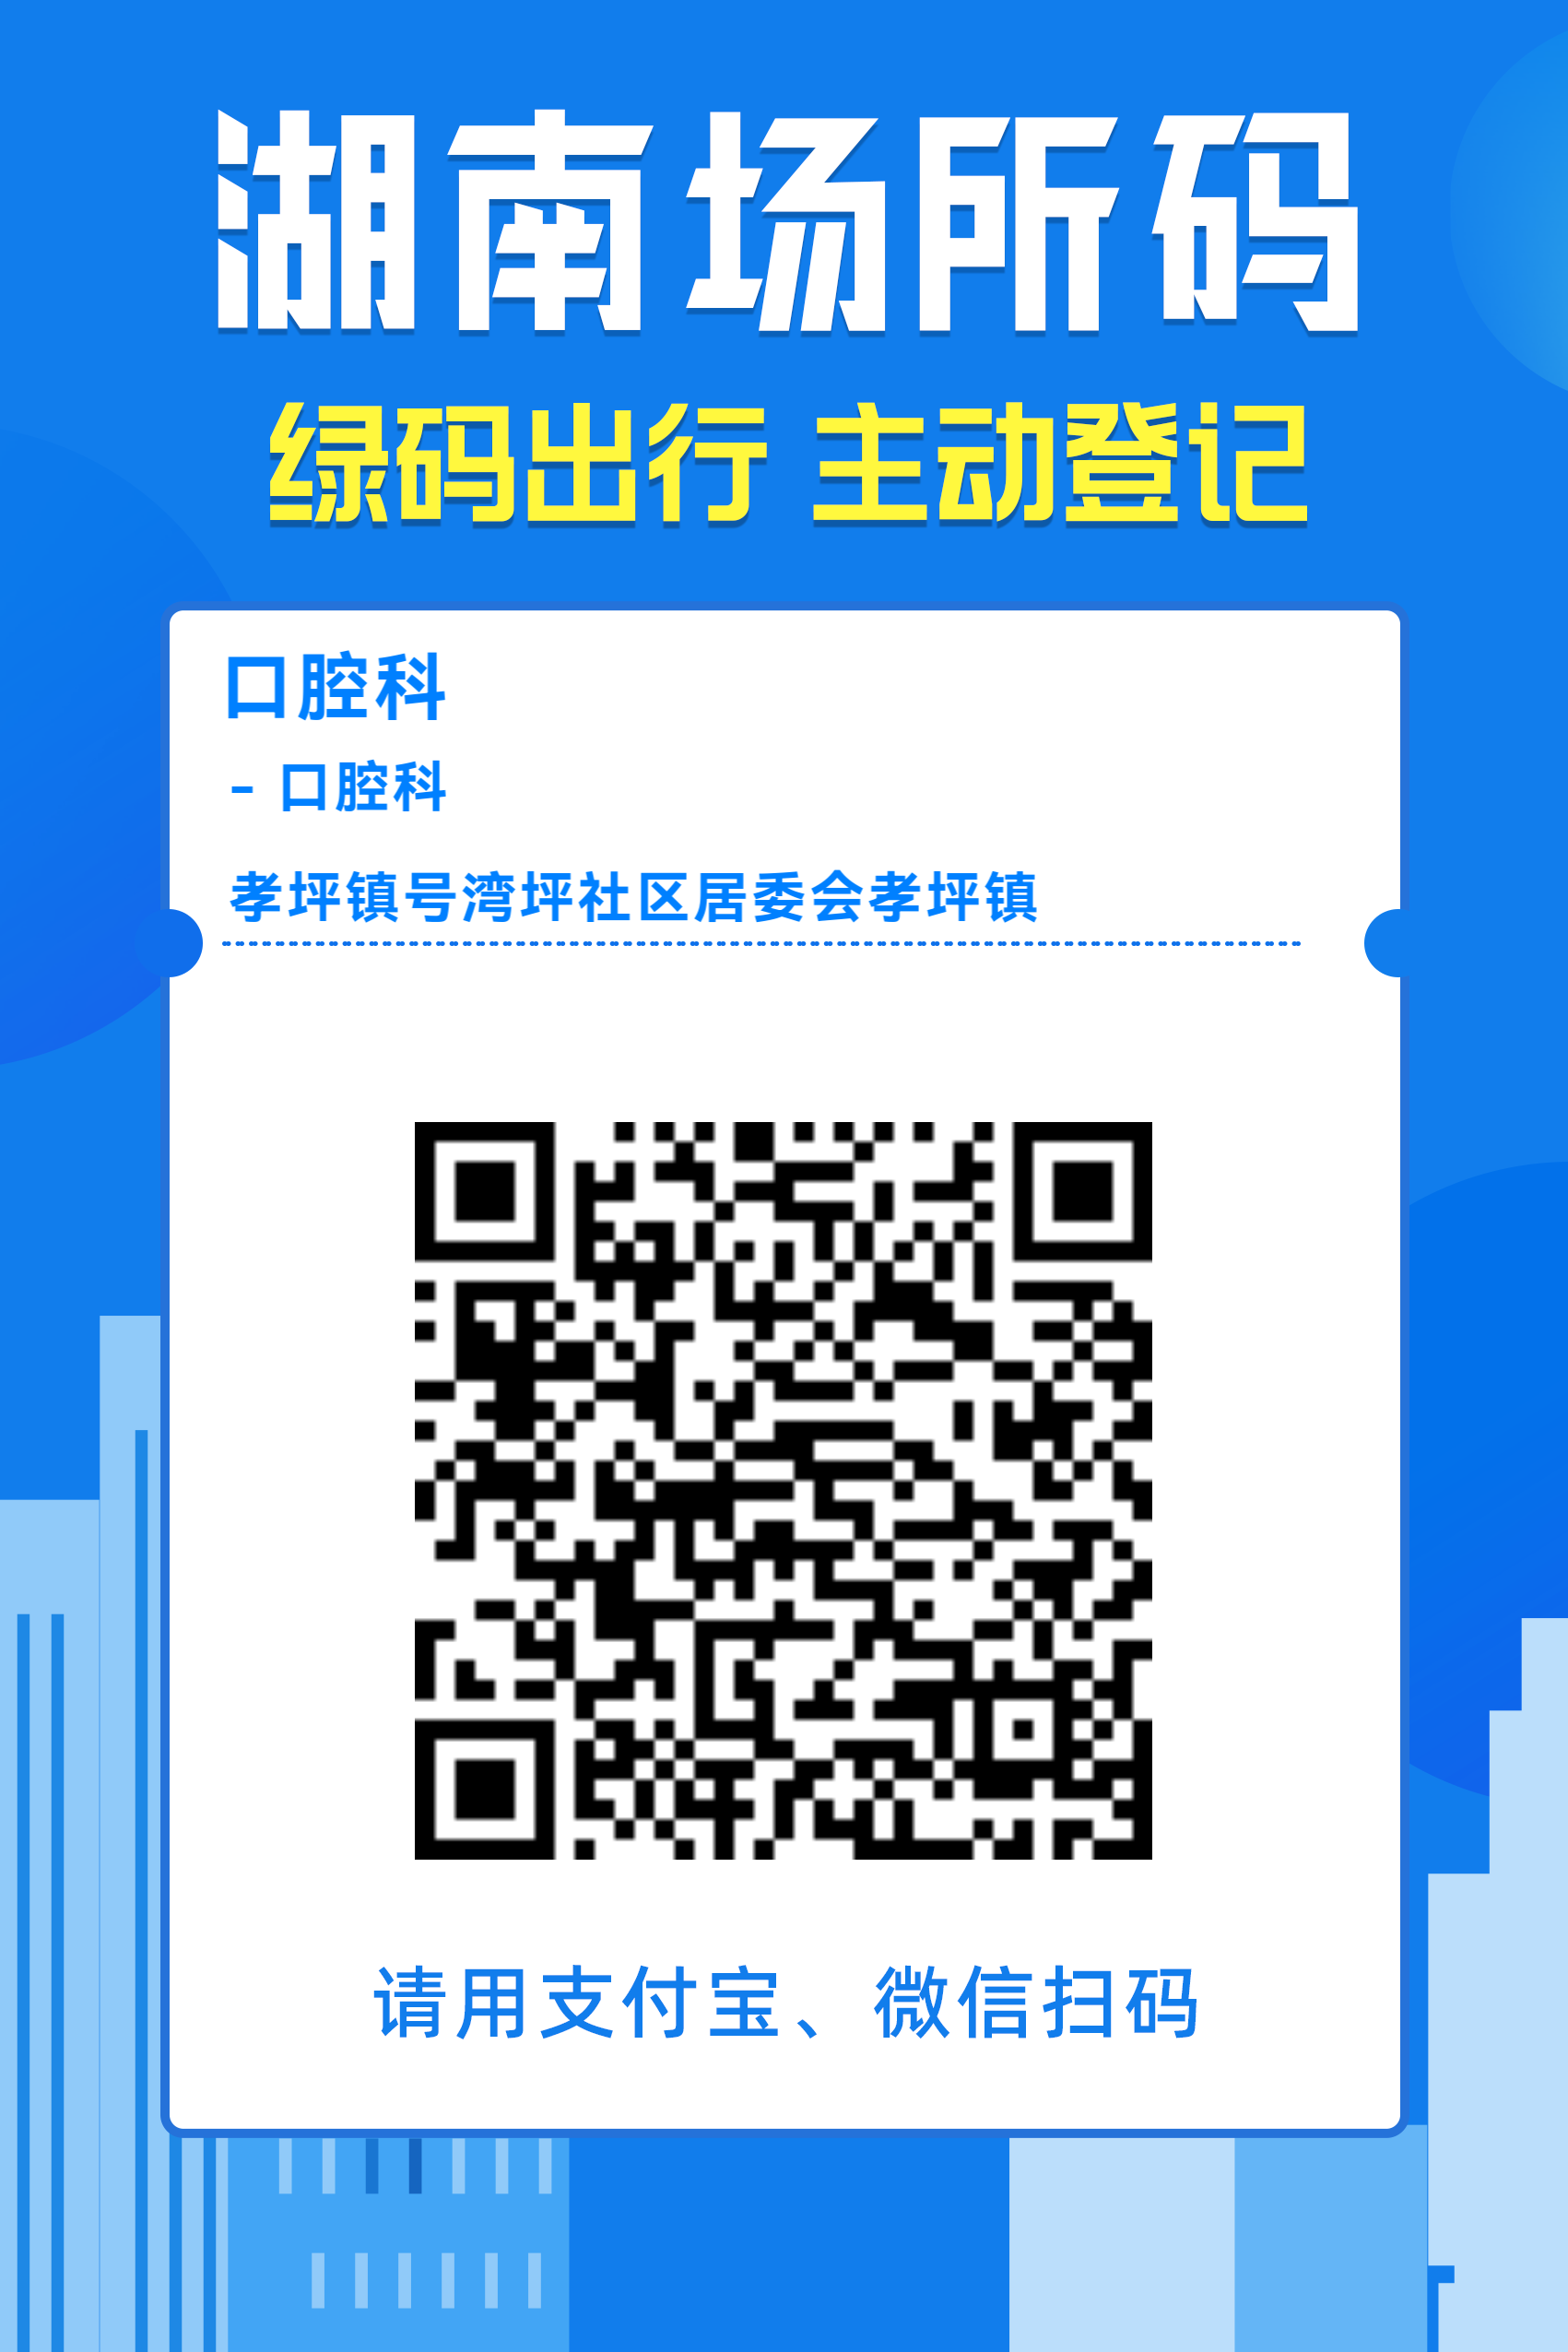 湖南场所码
绿码出行 主动登记
口腔科
- 口腔科
孝坪镇号湾坪社区居委会孝坪镇
请用支付宝、微信扫码